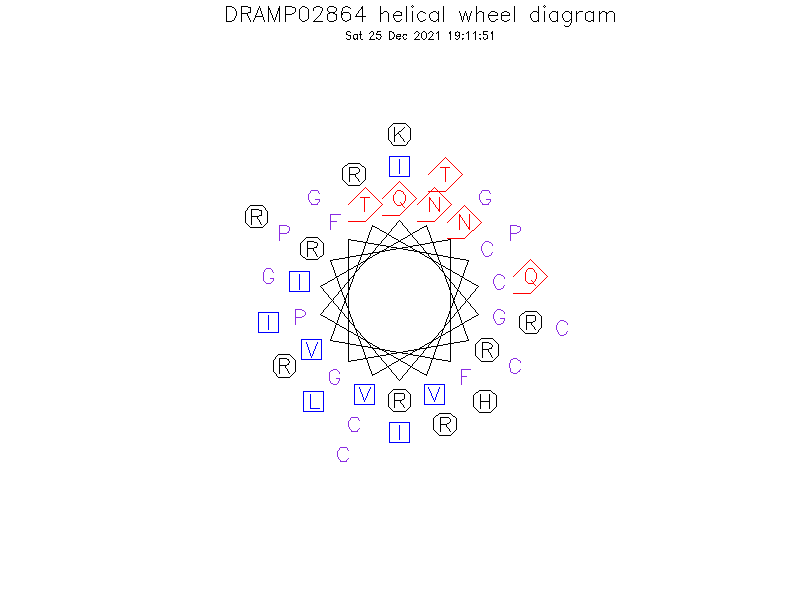 DRAMP02864 helical wheel diagram
Sat 25 Dec 2021 19:11:51
K
I
R T
G T Q N G
R F N
P P
R C
G I C Q
I P G R C
V R
R C
G F
L V R V H
C I R
C